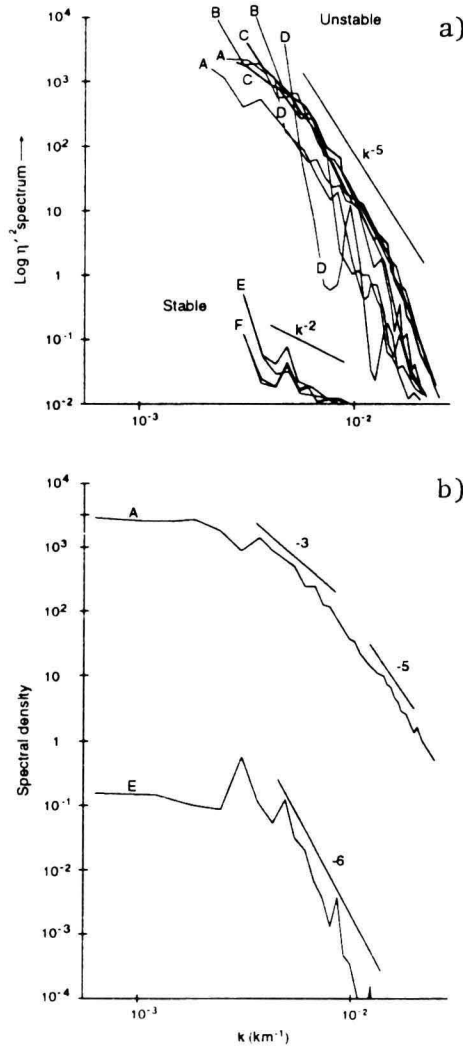 a)
Unstable
Log η′² spectrum →
10⁴
10³
10²
10
1
10⁻¹
10⁻²
B
B
C
A
A
C
D
D
D
k⁻⁵
Stable
E
F
k⁻²
10⁻³
10⁻²
b)
Spectral density
10⁴
10³
10²
10
1
10⁻¹
10⁻²
10⁻³
10⁻⁴
A
-3
-5
E
-6
10⁻³
10⁻²
k (km⁻¹)